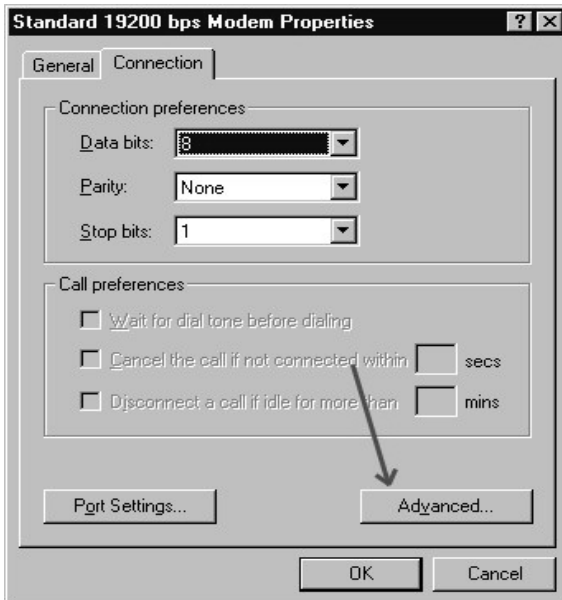 Standard 19200 bps Modem Properties
General
Connection
Connection preferences
Data bits:
8
Parity:
None
Stop bits:
1
Call preferences
Wait for dial tone before dialing
Cancel the call if not connected within
secs
Disconnect a call if idle for more than
mins
Port Settings...
Advanced...
OK
Cancel